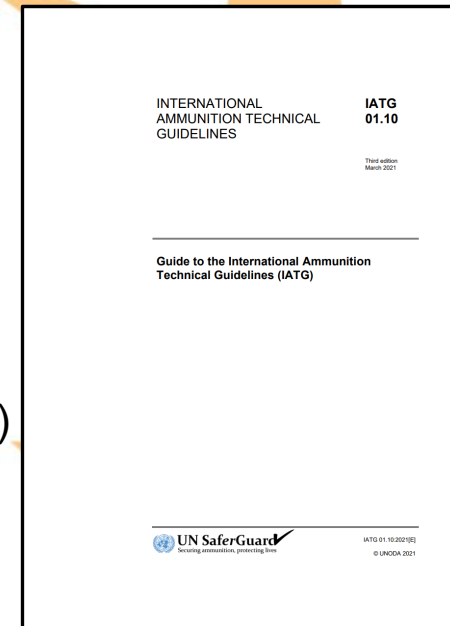 INTERNATIONAL
AMMUNITION TECHNICAL
GUIDELINES
IATG
01.10
Third edition
March 2021
Guide to the International Ammunition
Technical Guidelines (IATG)
)
UN SaferGuard
Securing ammunition, protecting lives
IATG 01.10:2021[E]
© UNODA 2021